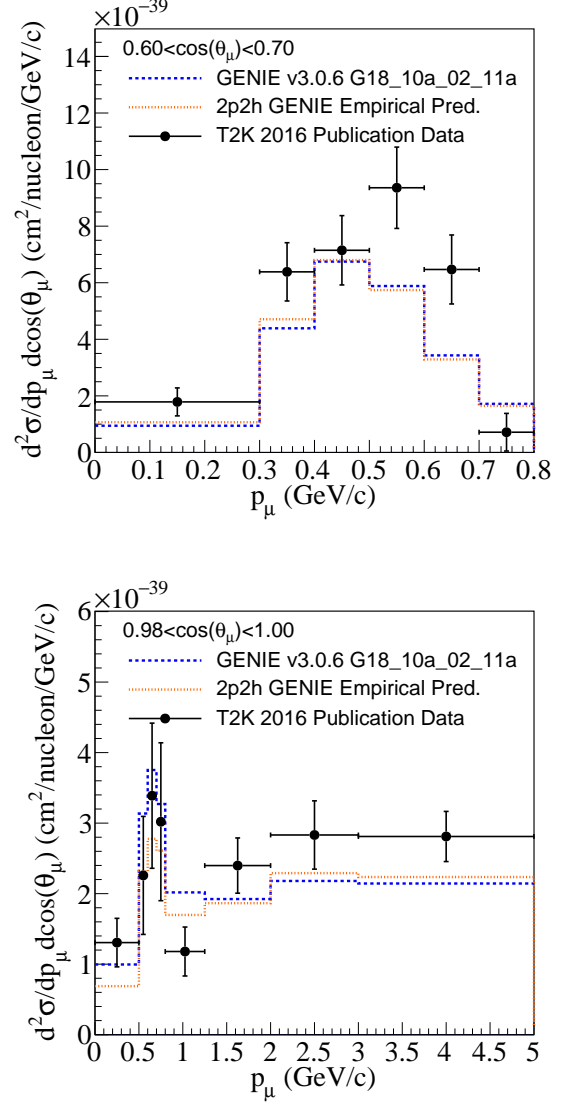 ×10⁻³⁹
0.60<cos(θμ)<0.70
GENIE v3.0.6 G18_10a_02_11a
2p2h GENIE Empirical Pred.
T2K 2016 Publication Data
d²σ/dpμ dcos(θμ) (cm²/nucleon/GeV/c)
14
12
10
8
6
4
2
0
0 0.1 0.2 0.3 0.4 0.5 0.6 0.7 0.8
pμ (GeV/c)
×10⁻³⁹
0.98<cos(θμ)<1.00
GENIE v3.0.6 G18_10a_02_11a
2p2h GENIE Empirical Pred.
T2K 2016 Publication Data
d²σ/dpμ dcos(θμ) (cm²/nucleon/GeV/c)
6
5
4
3
2
1
0
0 0.5 1 1.5 2 2.5 3 3.5 4 4.5 5
pμ (GeV/c)